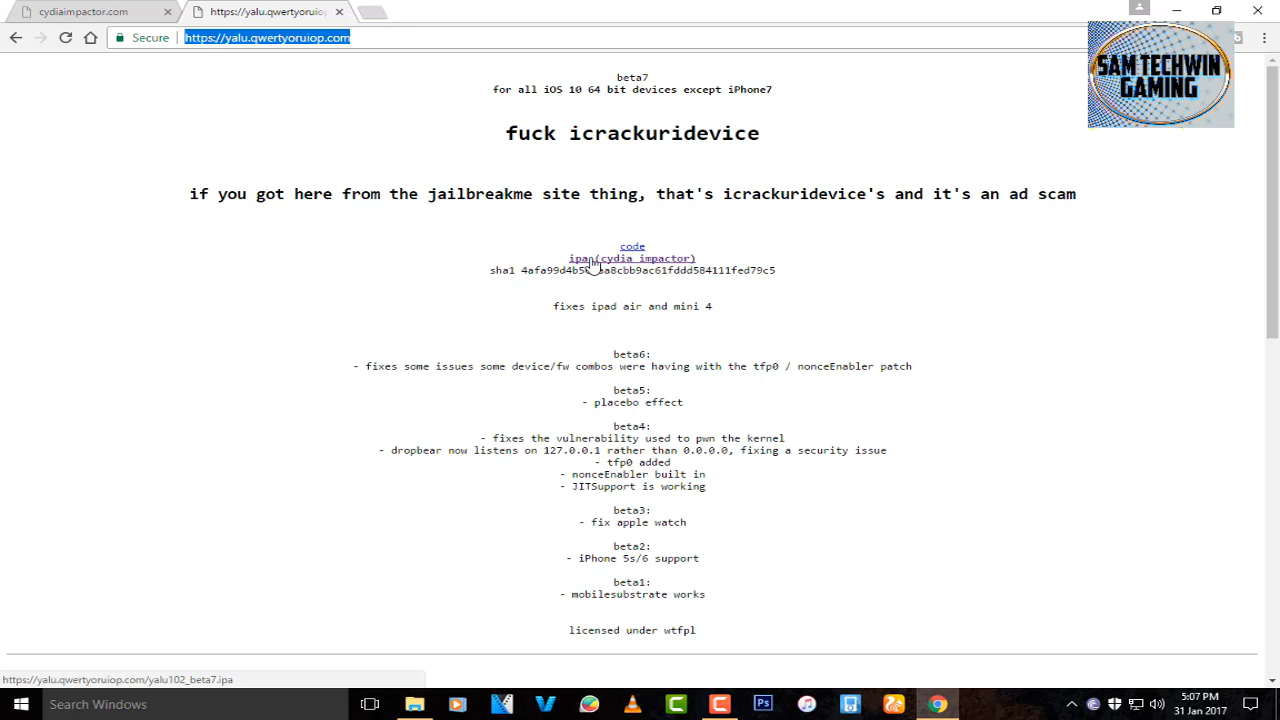 cydiaimpactor.com
https://yalu.qwertyoruiop
Secure
https://yalu.qwertyoruiop.com
SAM TECHWIN
GAMING
beta7
for all iOS 10 64 bit devices except iPhone7
fuck icrackuridevice
if you got here from the jailbreakme site thing, that's icrackuridevice's and it's an ad scam
code
ipa (cydia impactor)
sha1
fixes ipad air and mini 4
beta6:
- fixes some issues some device/fw combos were having with the tfp0 / nonceEnabler patch
beta5:
- placebo effect
beta4:
- fixes the vulnerability used to pwn the kernel
- dropbear now listens on 127.0.0.1 rather than 0.0.0.0, fixing a security issue
- tfp0 added
- nonceEnabler built in
- JITSupport is working
beta3:
- fix apple watch
beta2:
- iPhone 5s/6 support
beta1:
- mobilesubstrate works
licensed under wtfpl
https://yalu.qwertyoruiop.com/yalu102_beta7.ipa
Search Windows
Ps
5:07 PM
31 Jan 2017